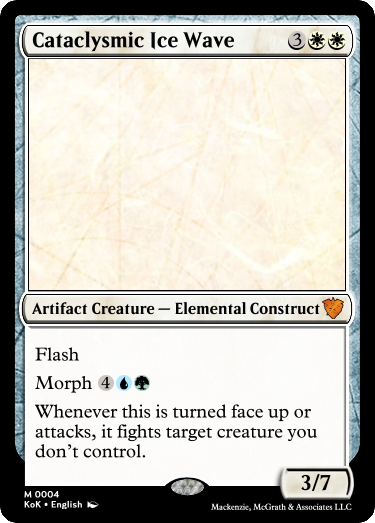 Cataclysmic Ice Wave 3
Artifact Creature — Elemental Construct
Flash
Morph 4
Whenever this is turned face up or
attacks, it fights target creature you
don't control.
3/7
M 0004
KoK • English
Mackenzie, McGrath & Associates LLC